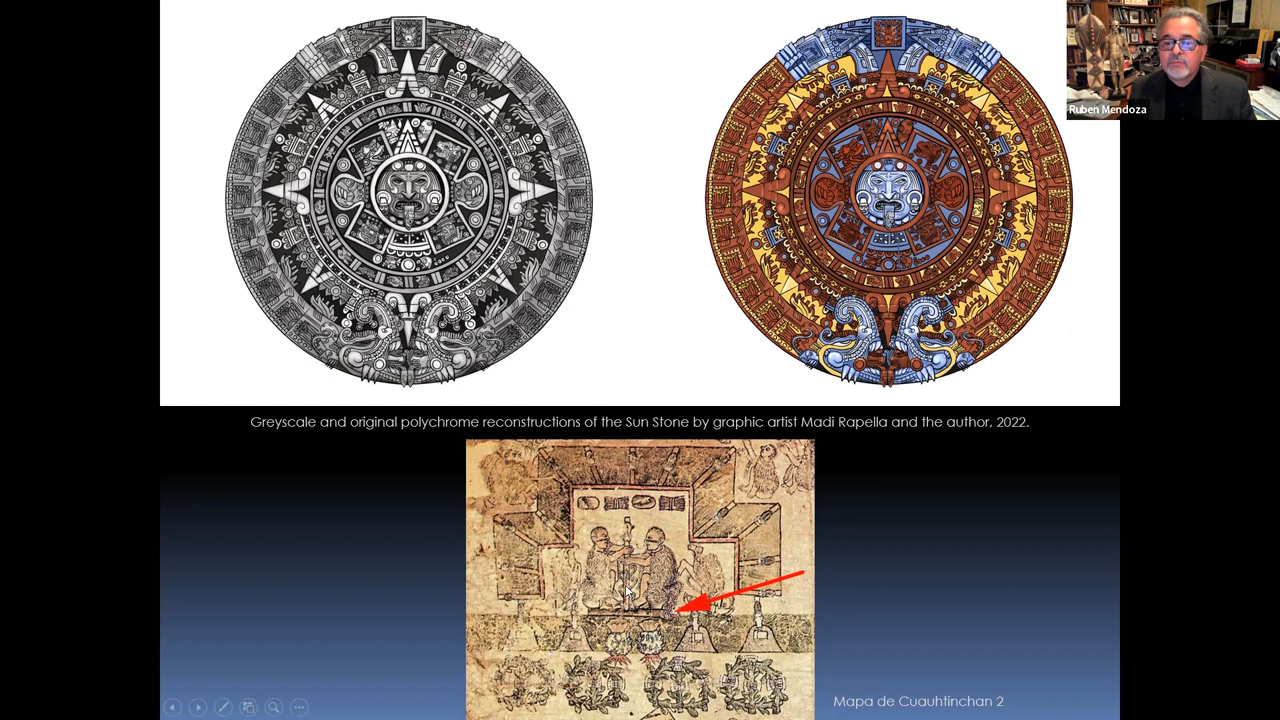 Ruben Mendoza
Greyscale and original polychrome reconstructions of the Sun Stone by graphic artist Madi Rapella and the author, 2022.
Mapa de Cuauhtinchan 2